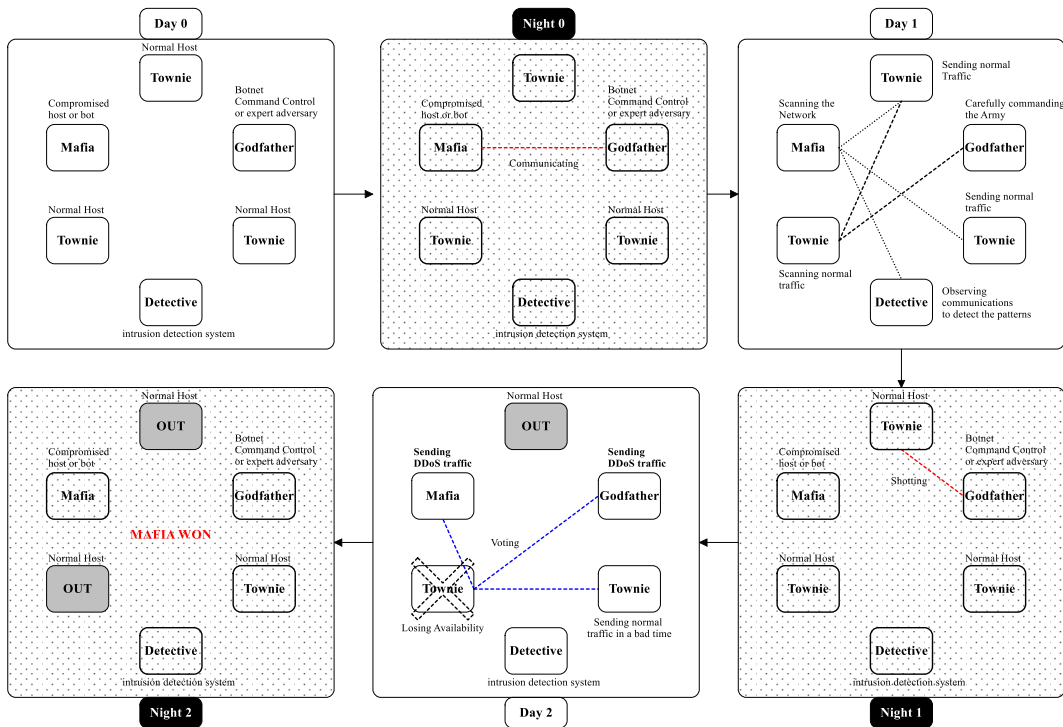 Day 0
Normal Host
Townie
Compromised
host or bot
Mafia
Botnet
Command Control
or expert adversary
Godfather
Normal Host
Townie
Normal Host
Townie
Detective
intrusion detection system
Night 0
Townie
Compromised
host or bot
Mafia
Botnet
Command Control
or expert adversary
Godfather
Communicating
Normal Host
Townie
Normal Host
Townie
Detective
intrusion detection system
Day 1
Townie
Sending normal
Traffic
Scanning the
Network
Mafia
Carefully commanding
the Army
Godfather
Townie
Scanning normal
traffic
Sending normal
traffic
Townie
Detective
Observing
communications
to detect the patterns
Normal Host
OUT
Compromised
host or bot
Mafia
Botnet
Command Control
or expert adversary
Godfather
MAFIA WON
Normal Host
OUT
Normal Host
Townie
Detective
intrusion detection system
Night 2
Normal Host
OUT
Sending
DDoS traffic
Mafia
Sending
DDoS traffic
Godfather
Voting
Townie
Losing Availability
Townie
Sending normal
traffic in a bad time
Detective
intrusion detection system
Day 2
Normal Host
Townie
Compromised
host or bot
Mafia
Botnet
Command Control
or expert adversary
Godfather
Shotting
Normal Host
Townie
Normal Host
Townie
Detective
intrusion detection system
Night 1